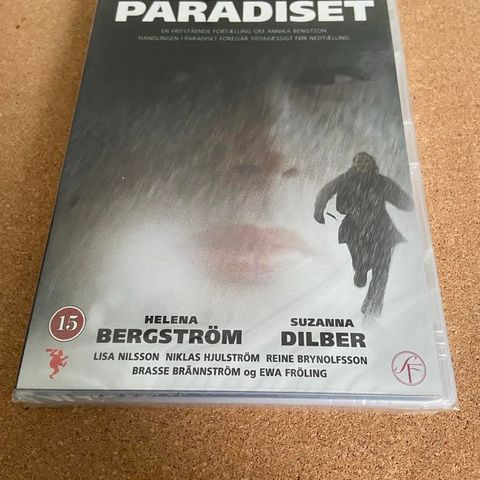 PARADISET
EN FRITSTÅENDE FORTÆLLING OM ANNIKA BENGTZON
HANDLINGEN I PARADISET FOREGÅR TIDSMÆSSIGT FØR NEDTÆLLING
15
HELENA
BERGSTRÖM
SUZANNA
DILBER
LISA NILSSON NIKLAS HJULSTRÖM REINE BRYNOLFSSON
BRASSE BRÄNNSTRÖM og EWA FRÖLING
SF